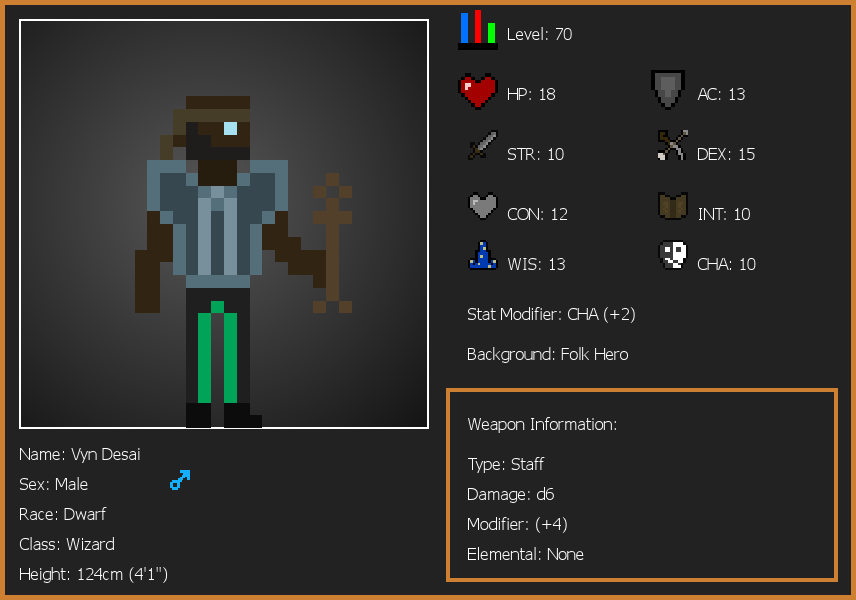 Level: 70
HP: 18
AC: 13
STR: 10
DEX: 15
CON: 12
INT: 10
WIS: 13
CHA: 10
Stat Modifier: CHA (+2)
Background: Folk Hero
Weapon Information:
Type: Staff
Damage: d6
Modifier: (+4)
Elemental: None
Name: Vyn Desai
Sex: Male
Race: Dwarf
Class: Wizard
Height: 124cm (4'1")